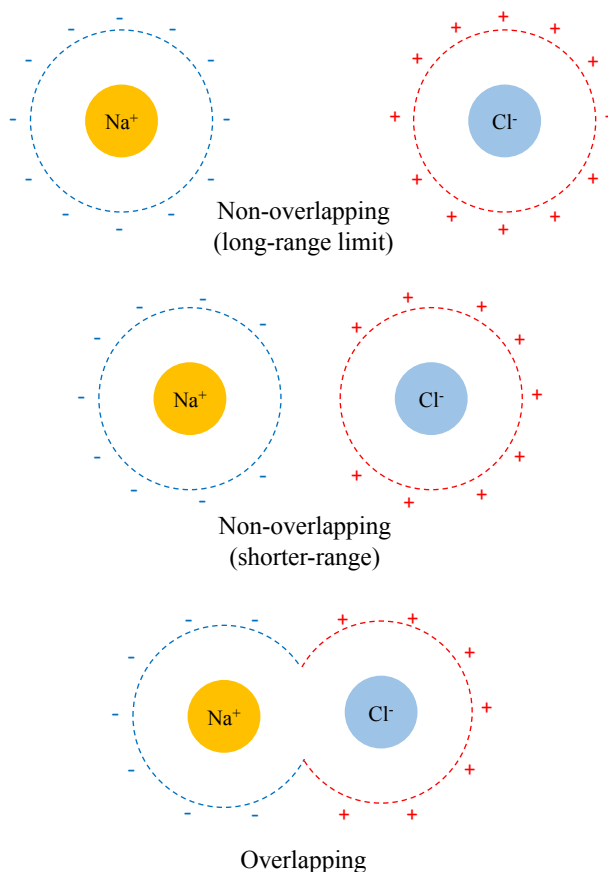 Na⁺
Cl⁻
Non-overlapping
(long-range limit)
Na⁺
Cl⁻
Non-overlapping
(shorter-range)
Na⁺
Cl⁻
Overlapping